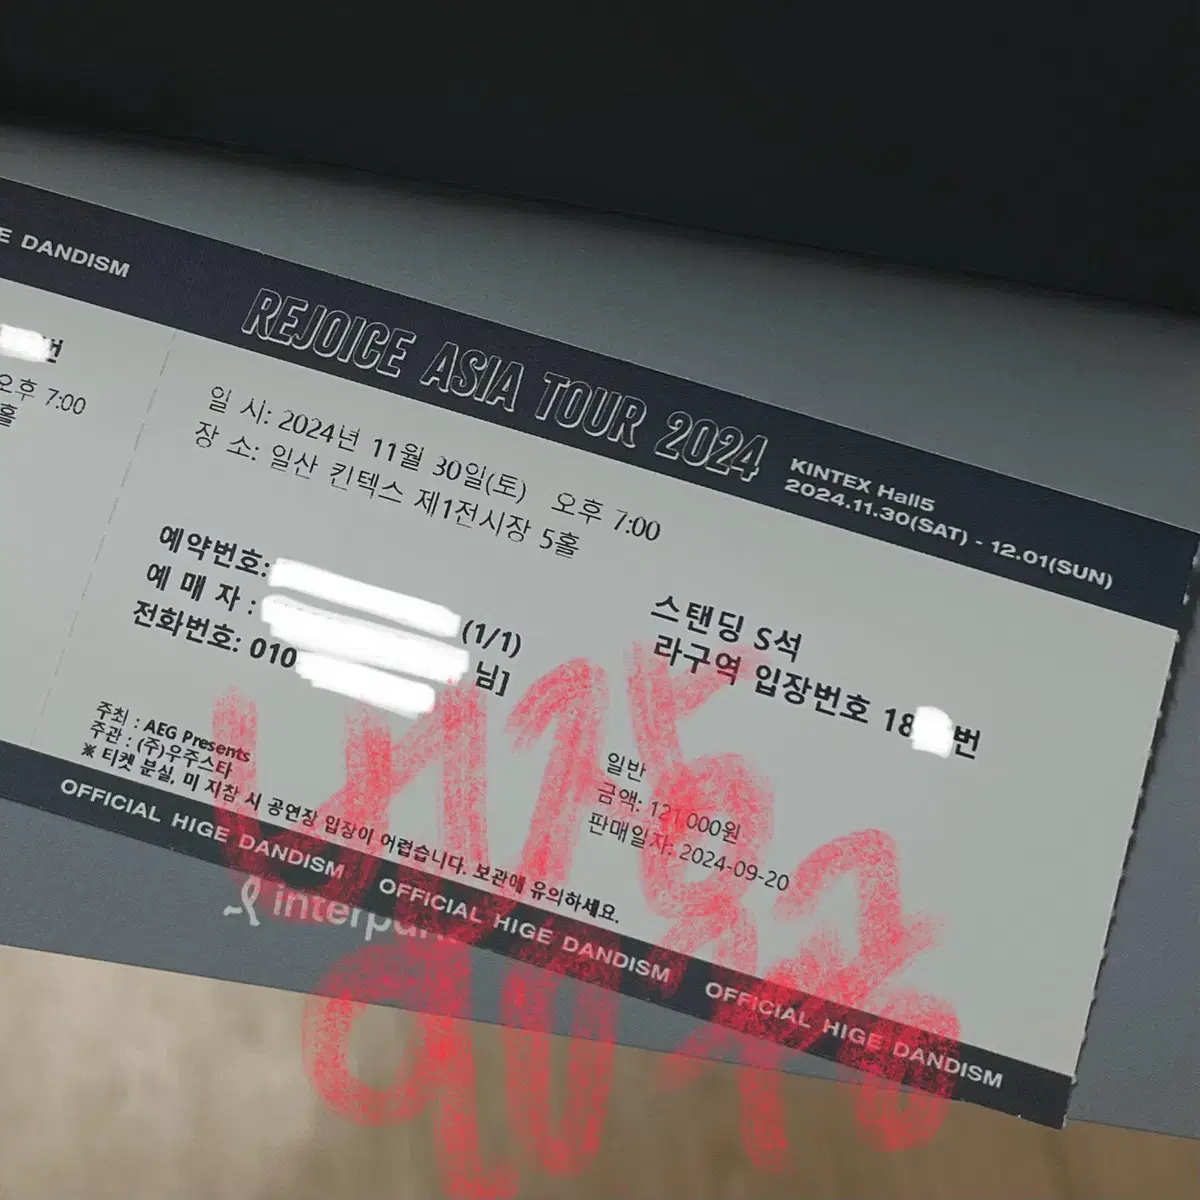 E DANDISM
번
오후 7:00
홀
REJOICE ASIA TOUR 2024
KINTEX Hall5
2024.11.30(SAT) - 12.01(SUN)
일 시: 2024년 11월 30일(토) 오후 7:00
장 소: 일산 킨텍스 제1전시장 5홀
예약번호: (1/1)
예 매 자 : 님]
전화번호: 010
스탠딩 S석
라구역 입장번호 18 번
일반
금액: 121,000원
판매일자: 2024-09-20
주최 : AEG Presents
주관 : (주)우주스타
※ 티켓 분실, 미 지참 시 공연장 입장이 어렵습니다. 보관에 유의하세요.
OFFICIAL HIGE DANDISM OFFICIAL HIGE DANDISM OFFICIAL HIGE DANDISM